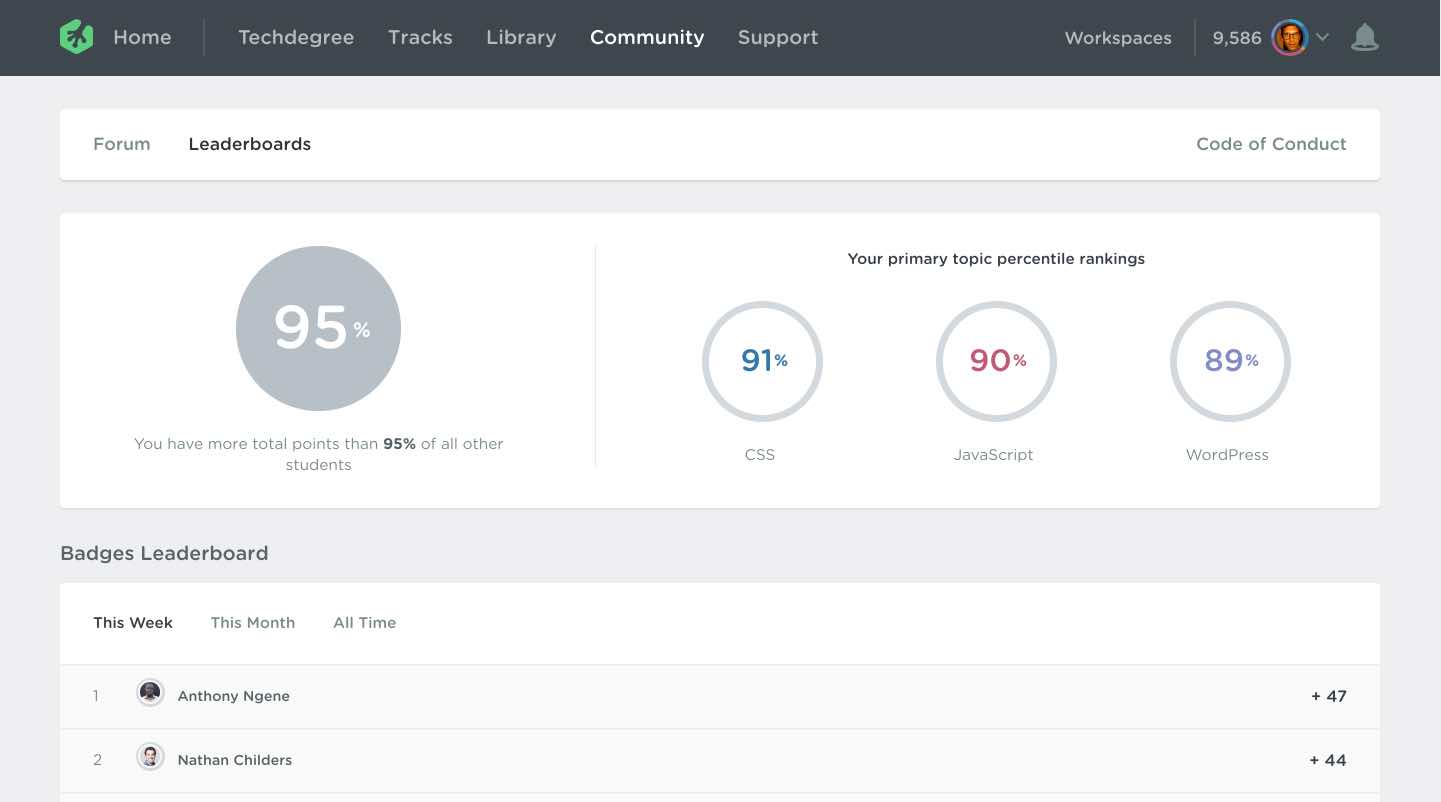 Home Techdegree Tracks Library Community Support Workspaces 9,586
Forum Leaderboards Code of Conduct
95%
You have more total points than 95% of all other
students
Your primary topic percentile rankings
91% 90% 89%
CSS JavaScript WordPress
Badges Leaderboard
This Week This Month All Time
1 Anthony Ngene + 47
2 Nathan Childers + 44